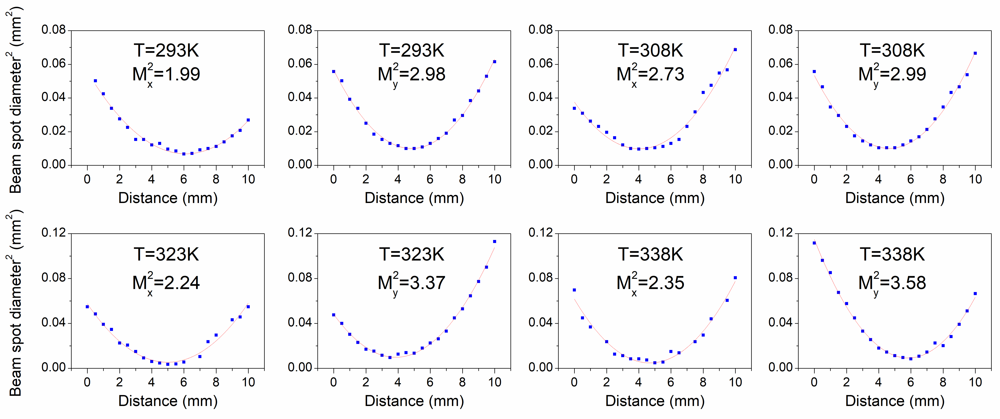 Beam spot diameter² (mm²)
0.08
0.06
0.04
0.02
0.00
T=293K
Mx²=1.99
0 2 4 6 8 10
Distance (mm)
0.08
0.06
0.04
0.02
0.00
T=293K
My²=2.98
0 2 4 6 8 10
Distance (mm)
0.08
0.06
0.04
0.02
0.00
T=308K
Mx²=2.73
0 2 4 6 8 10
Distance (mm)
0.08
0.06
0.04
0.02
0.00
T=308K
My²=2.99
0 2 4 6 8 10
Distance (mm)
Beam spot diameter² (mm²)
0.12
0.08
0.04
0.00
T=323K
Mx²=2.24
0 2 4 6 8 10
Distance (mm)
0.12
0.08
0.04
0.00
T=323K
My²=3.37
0 2 4 6 8 10
Distance (mm)
0.12
0.08
0.04
0.00
T=338K
Mx²=2.35
0 2 4 6 8 10
Distance (mm)
0.12
0.08
0.04
0.00
T=338K
My²=3.58
0 2 4 6 8 10
Distance (mm)